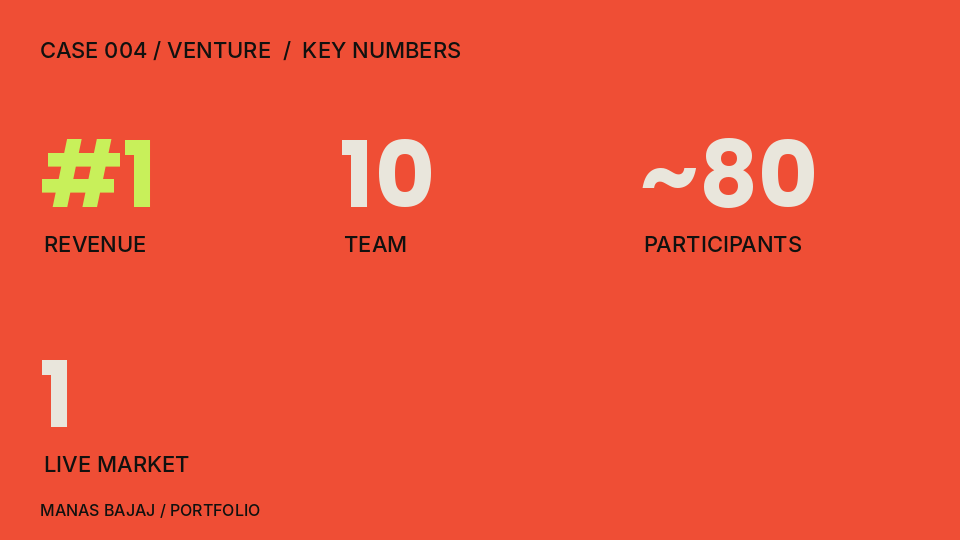 CASE 004 / VENTURE / KEY NUMBERS
#1 10 ~80
REVENUE TEAM PARTICIPANTS
1
LIVE MARKET
MANAS BAJAJ / PORTFOLIO